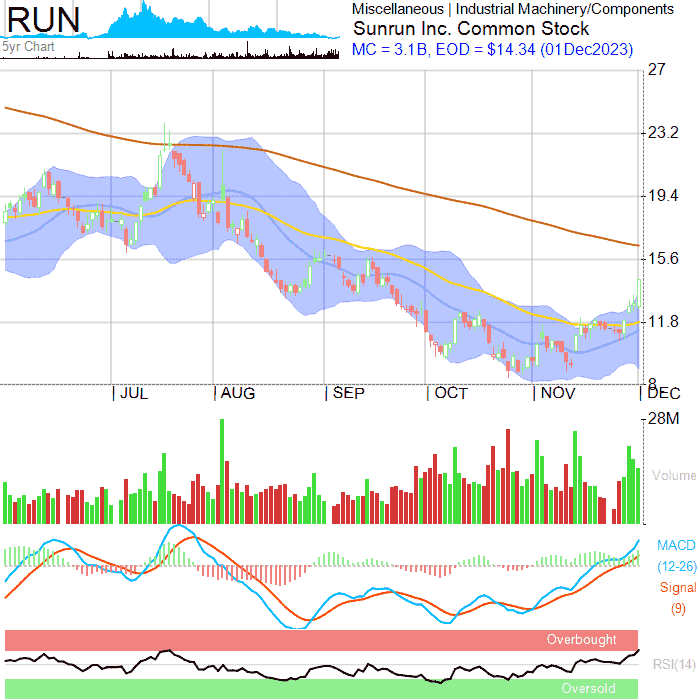 RUN
5yr Chart
Miscellaneous | Industrial Machinery/Components
Sunrun Inc. Common Stock
MC = 3.1B, EOD = $14.34 (01Dec2023)
27
23.2
19.4
15.6
11.8
8
| JUL | AUG | SEP | OCT | NOV | DEC
28M
Volume
MACD
(12-26)
Signal
(9)
Overbought
RSI(14)
Oversold